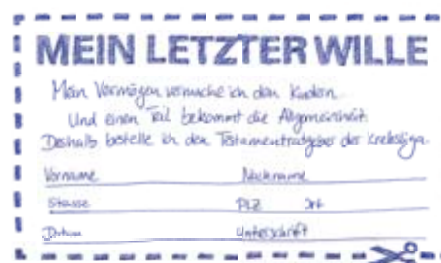 MEIN LETZTER WILLE
Mein Vermögen vermache ich den Kindern.
Und einen Teil bekommt die Allgemeinheit.
Deshalb bestelle ich den Testamentratgeber der Krebsliga.
Vorname Nachname
Strasse PLZ Ort
Datum Unterschrift